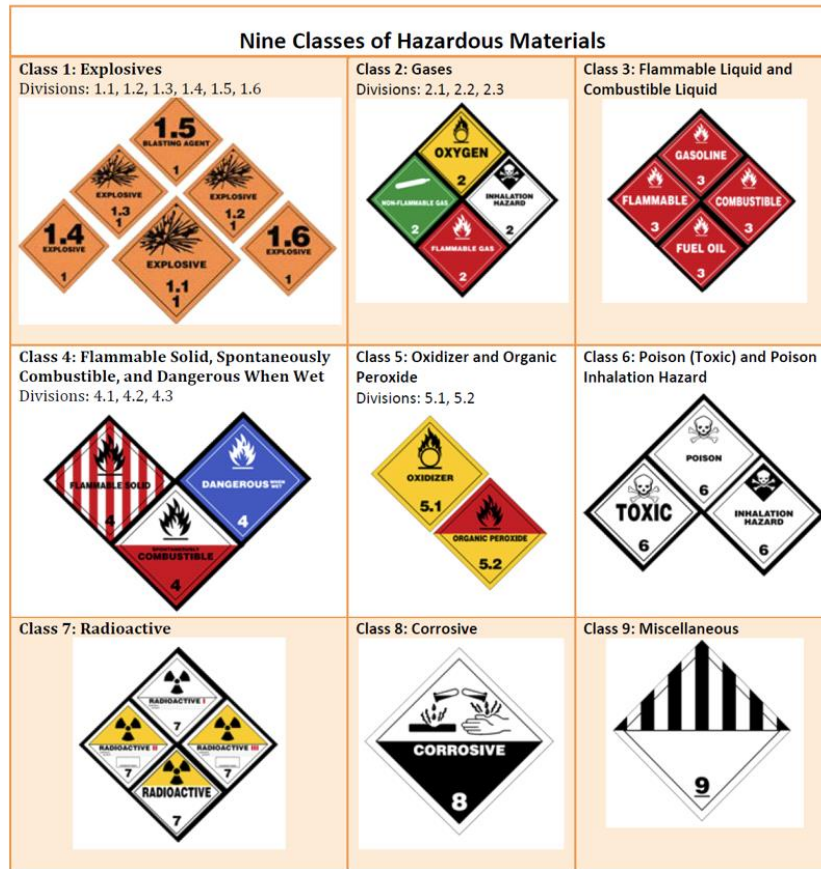 Nine Classes of Hazardous Materials
Class 1: Explosives
Divisions: 1.1, 1.2, 1.3, 1.4, 1.5, 1.6
1.5
BLASTING AGENT
1
EXPLOSIVE
1.3
1
EXPLOSIVE
1.2
1
1.4
EXPLOSIVE
1
EXPLOSIVE
1.1
1
1.6
EXPLOSIVE
1
Class 2: Gases
Divisions: 2.1, 2.2, 2.3
OXYGEN
2
NON-FLAMMABLE GAS
2
INHALATION
HAZARD
2
FLAMMABLE GAS
2
Class 3: Flammable Liquid and
Combustible Liquid
GASOLINE
3
FLAMMABLE
3
COMBUSTIBLE
3
FUEL OIL
3
Class 4: Flammable Solid, Spontaneously
Combustible, and Dangerous When Wet
Divisions: 4.1, 4.2, 4.3
FLAMMABLE SOLID
4
DANGEROUS WHEN WET
4
SPONTANEOUSLY
COMBUSTIBLE
4
Class 5: Oxidizer and Organic
Peroxide
Divisions: 5.1, 5.2
OXIDIZER
5.1
ORGANIC PEROXIDE
5.2
Class 6: Poison (Toxic) and Poison
Inhalation Hazard
POISON
6
TOXIC
6
INHALATION
HAZARD
6
Class 7: Radioactive
RADIOACTIVE I
7
RADIOACTIVE II
7
RADIOACTIVE III
7
RADIOACTIVE
7
Class 8: Corrosive
CORROSIVE
8
Class 9: Miscellaneous
9